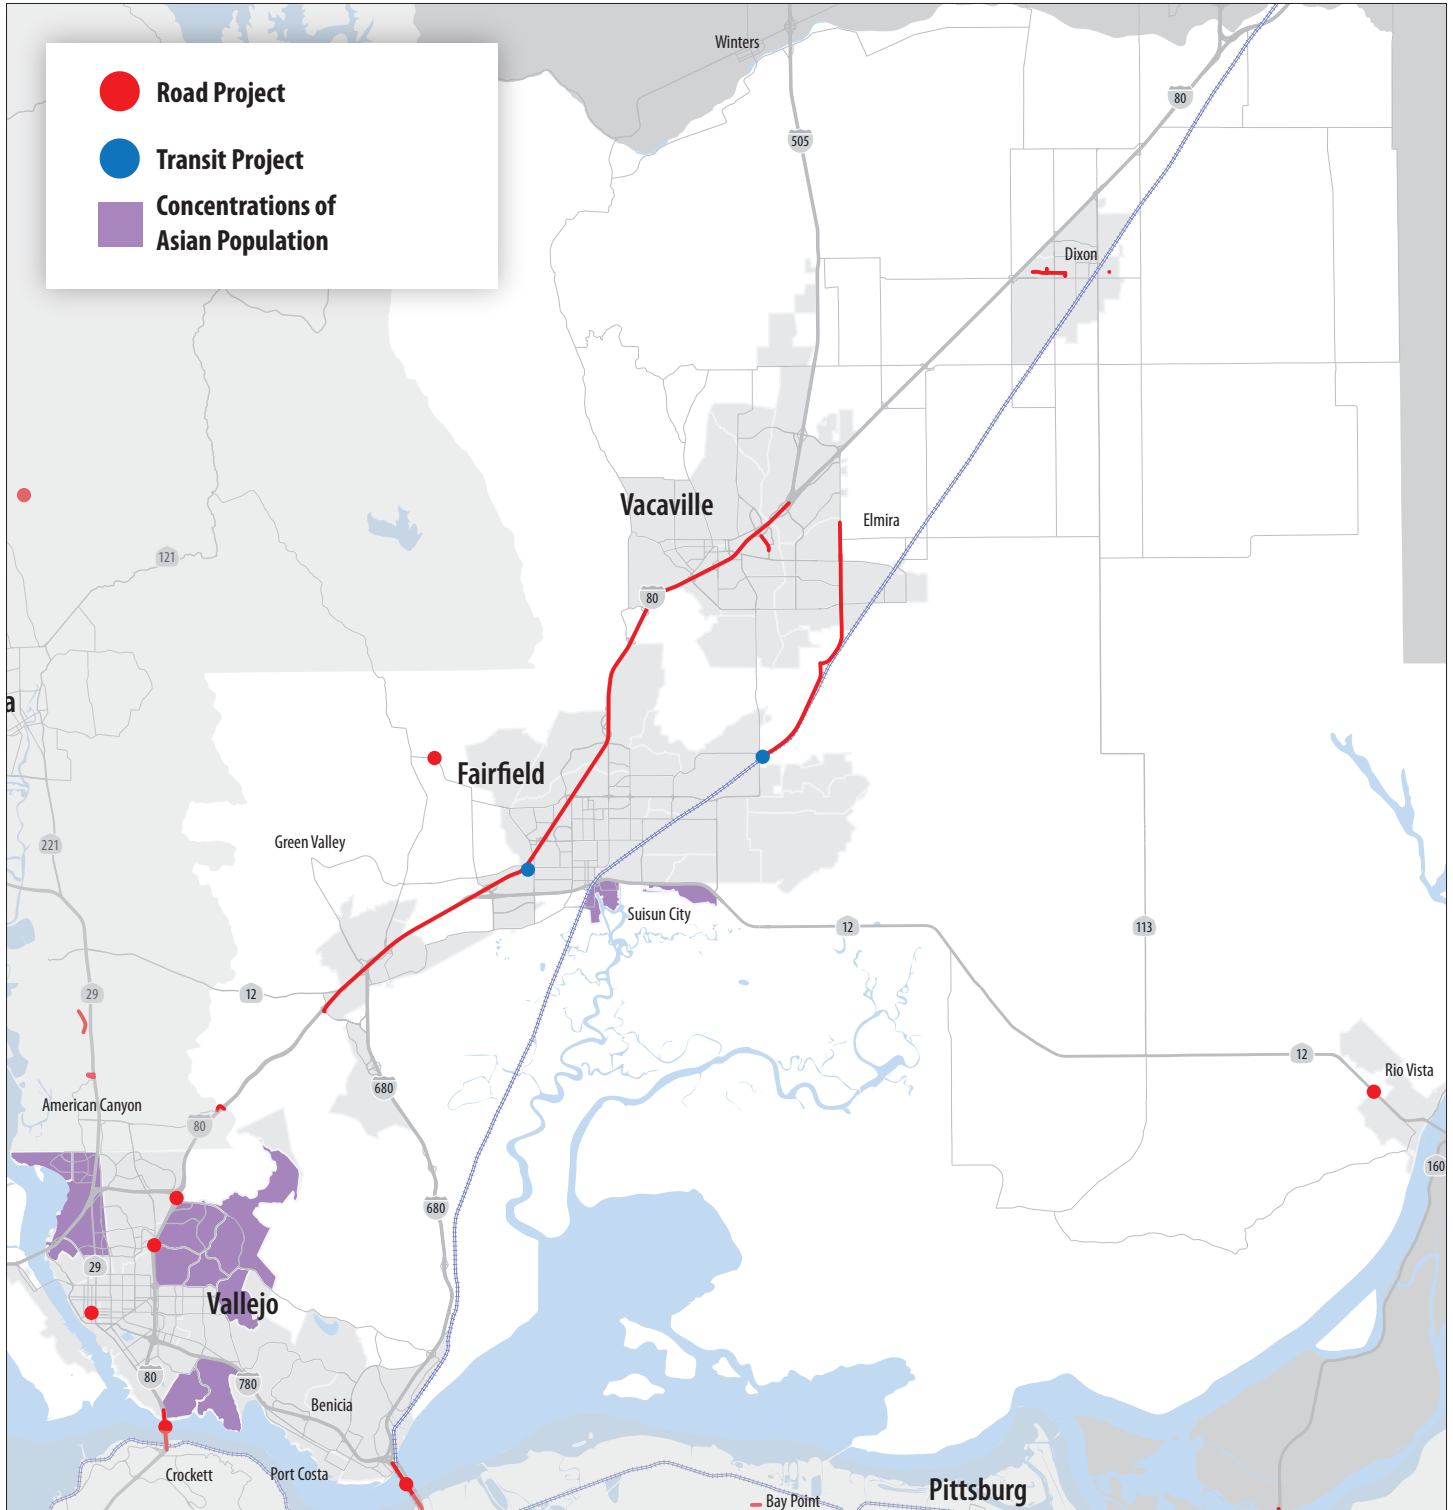 Winters
Road Project
80
505
Transit Project
Concentrations of
Asian Population
Dixon
Vacaville
Elmira
121
80
a
Fairfield
Green Valley
221
Suisun City
12
113
29
12
12
Rio Vista
680
American Canyon
80
160
680
29
Vallejo
80
780
Benicia
Crockett
Port Costa
Pittsburg
Bay Point